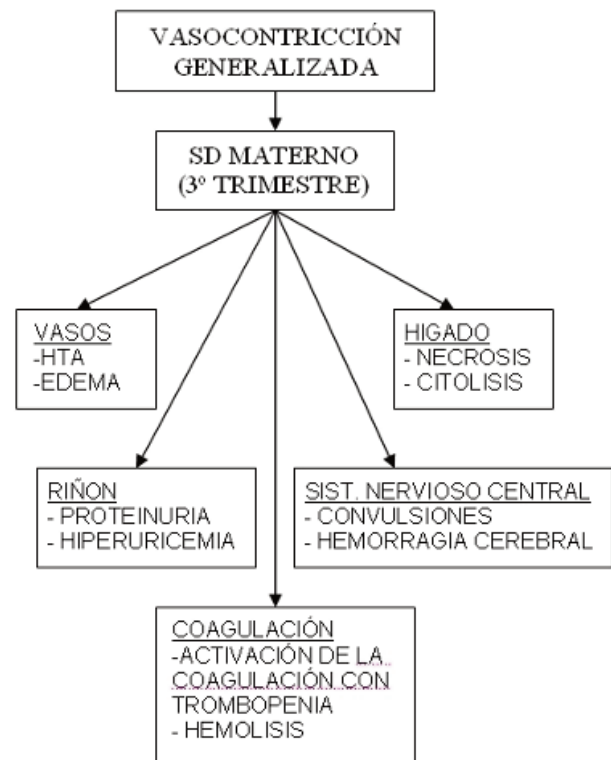 VASOCONTRICCIÓN
GENERALIZADA
SD MATERNO
(3º TRIMESTRE)
VASOS
-HTA
-EDEMA
HIGADO
- NECROSIS
- CITOLISIS
RIÑON
- PROTEINURIA
- HIPERURICEMIA
SIST. NERVIOSO CENTRAL
- CONVULSIONES
- HEMORRAGIA CEREBRAL
COAGULACIÓN
-ACTIVACIÓN DE LA
COAGULACIÓN CON
TROMBOPENIA
- HEMOLISIS